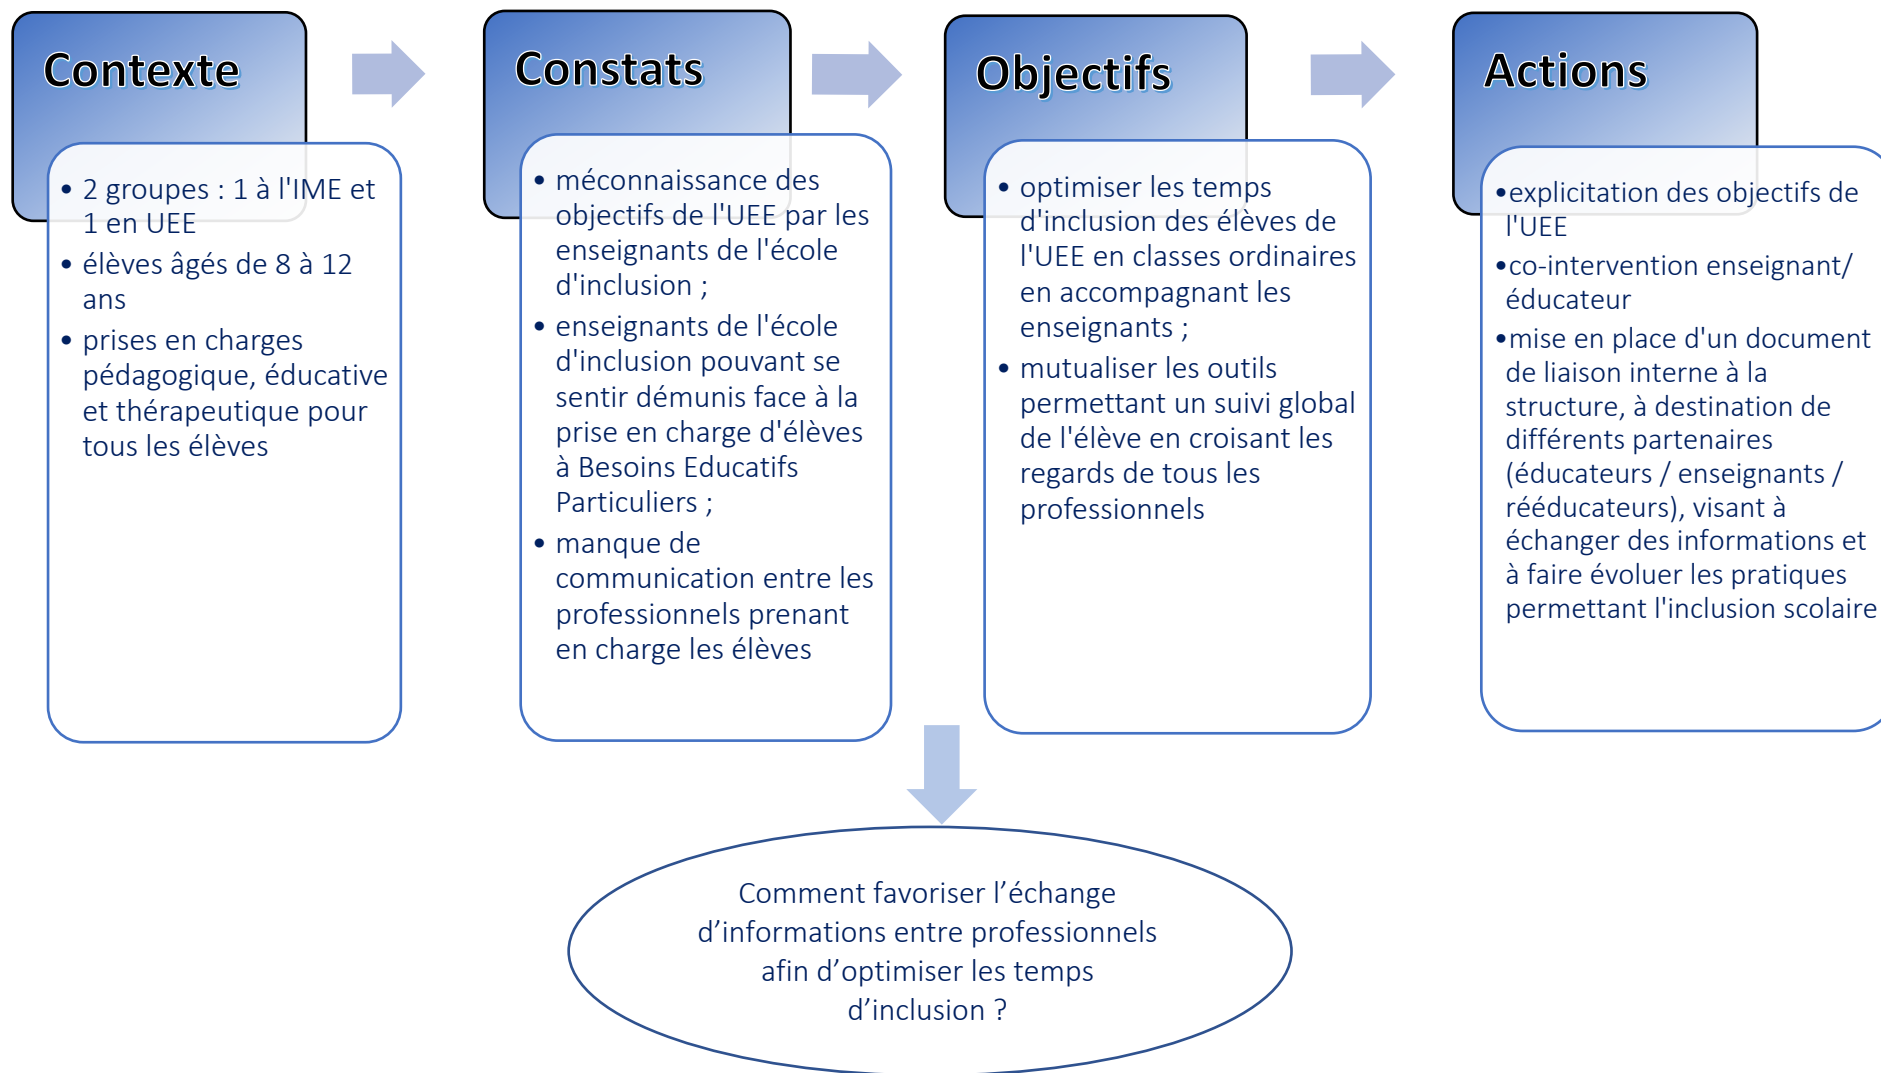 Contexte
• 2 groupes : 1 à l'IME et
1 en UEE
• élèves âgés de 8 à 12
ans
• prises en charges
pédagogique, éducative
et thérapeutique pour
tous les élèves
Constats
• méconnaissance des
objectifs de l'UEE par les
enseignants de l'école
d'inclusion ;
• enseignants de l'école
d'inclusion pouvant se
sentir démunis face à la
prise en charge d'élèves
à Besoins Educatifs
Particuliers ;
• manque de
communication entre les
professionnels prenant
en charge les élèves
Objectifs
• optimiser les temps
d'inclusion des élèves de
l'UEE en classes ordinaires
en accompagnant les
enseignants ;
• mutualiser les outils
permettant un suivi global
de l'élève en croisant les
regards de tous les
professionnels
Actions
•explicitation des objectifs de
l'UEE
•co-intervention enseignant/
éducateur
•mise en place d'un document
de liaison interne à la
structure, à destination de
différents partenaires
(éducateurs / enseignants /
rééducateurs), visant à
échanger des informations et
à faire évoluer les pratiques
permettant l'inclusion scolaire
Comment favoriser l’échange
d’informations entre professionnels
afin d’optimiser les temps
d’inclusion ?